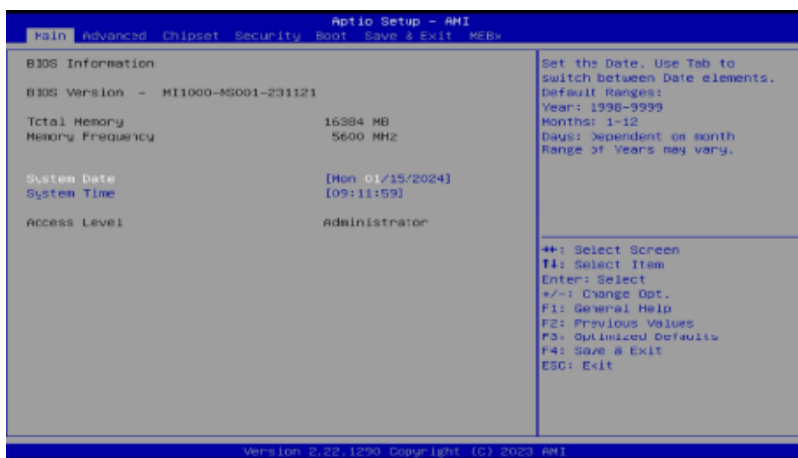 Aptio Setup - AMI
Main Advanced Chipset Security Boot Save & Exit MEBx
BIOS Information
BIOS Version - MI1000-NS001-231121
Total Memory 16384 MB
Memory Frequency 5600 MHz
System Date [Mon 01/15/2024]
System Time [09:11:59]
Access Level Administrator
Set the Date. Use Tab to
switch between Date elements.
Default Ranges:
Year: 1998-9999
Months: 1-12
Days: Dependent on month
Range of Years may vary.
→←: Select Screen
↑↓: Select Item
Enter: Select
+/-: Change Opt.
F1: General Help
F2: Previous Values
F3: Optimized Defaults
F4: Save & Exit
ESC: Exit
Version 2.22.1290 Copyright (C) 2023 AMI